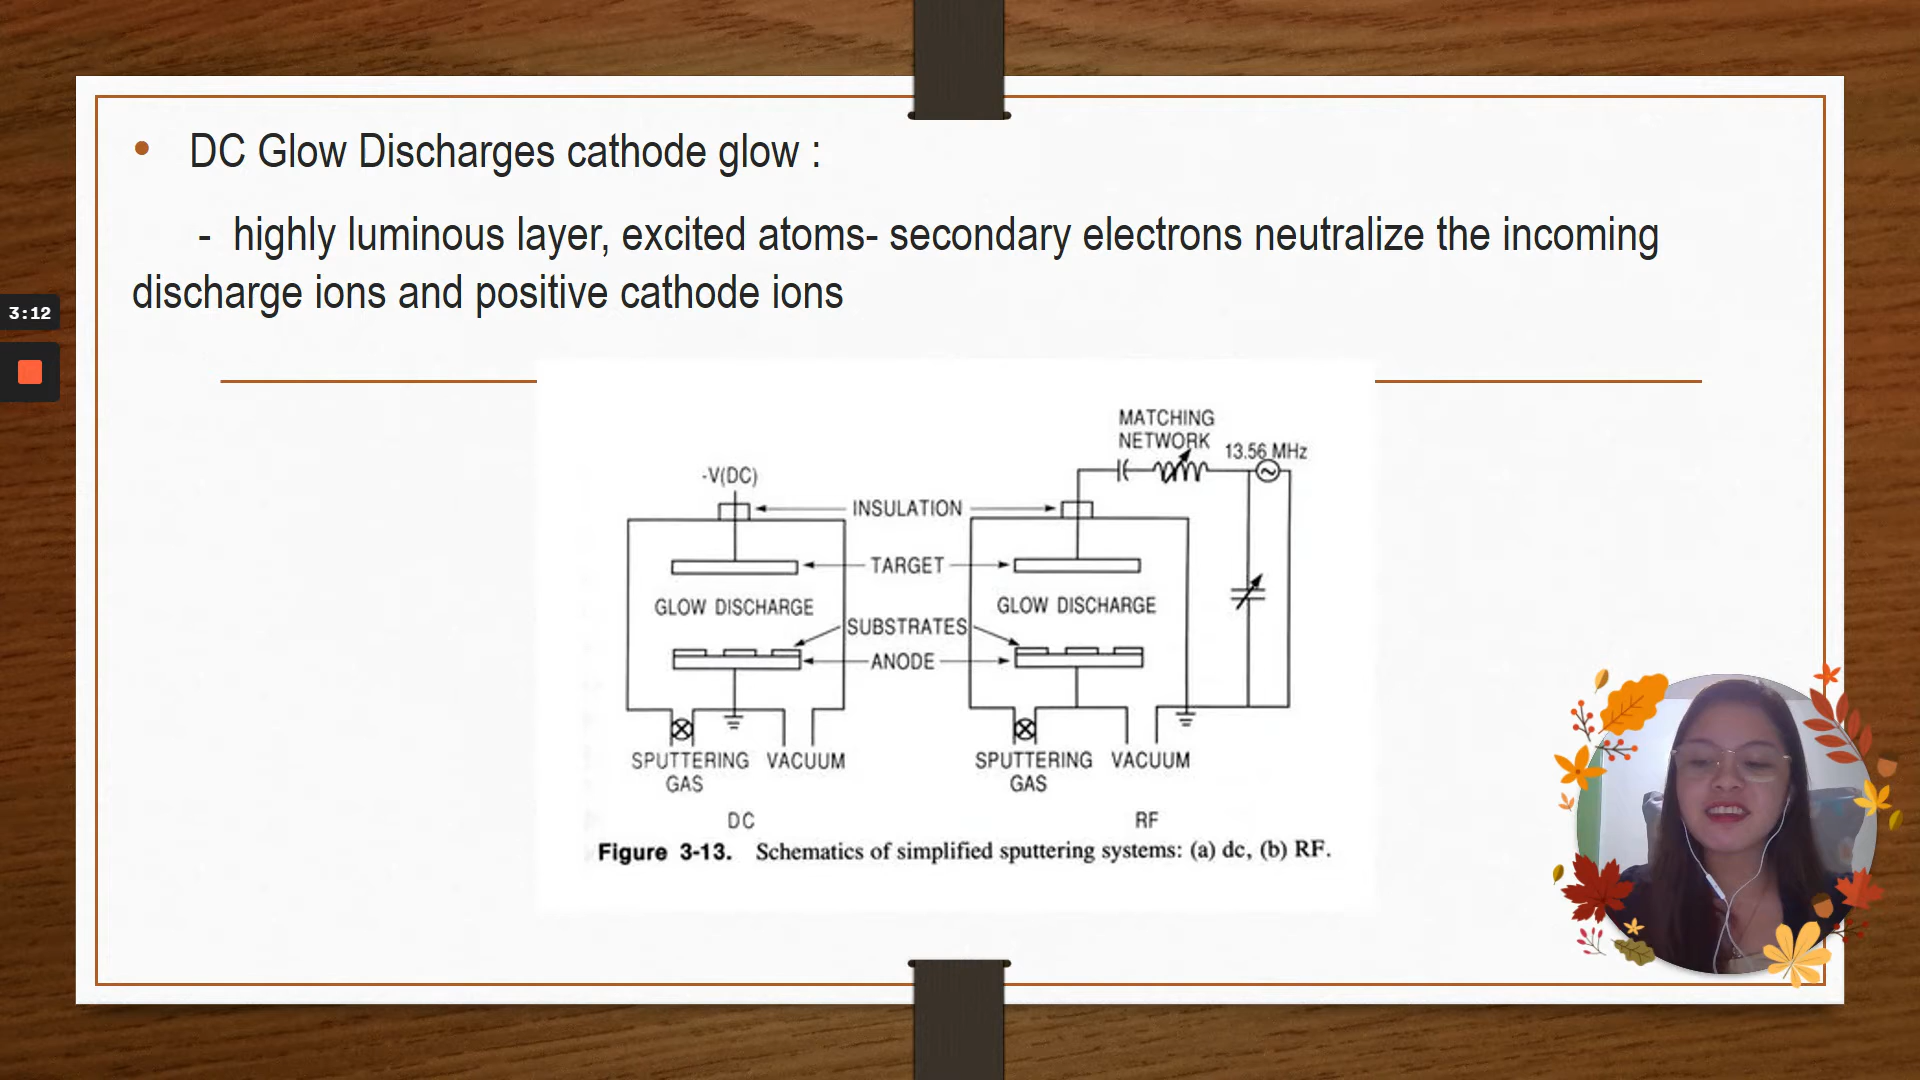 • DC Glow Discharges cathode glow :
- highly luminous layer, excited atoms- secondary electrons neutralize the incoming
discharge ions and positive cathode ions
3:12
MATCHING
NETWORK
13.56 MHz
-V(DC)
INSULATION
TARGET
GLOW DISCHARGE
GLOW DISCHARGE
SUBSTRATES
ANODE
SPUTTERING
GAS
VACUUM
SPUTTERING
GAS
VACUUM
DC
RF
Figure 3-13. Schematics of simplified sputtering systems: (a) dc, (b) RF.